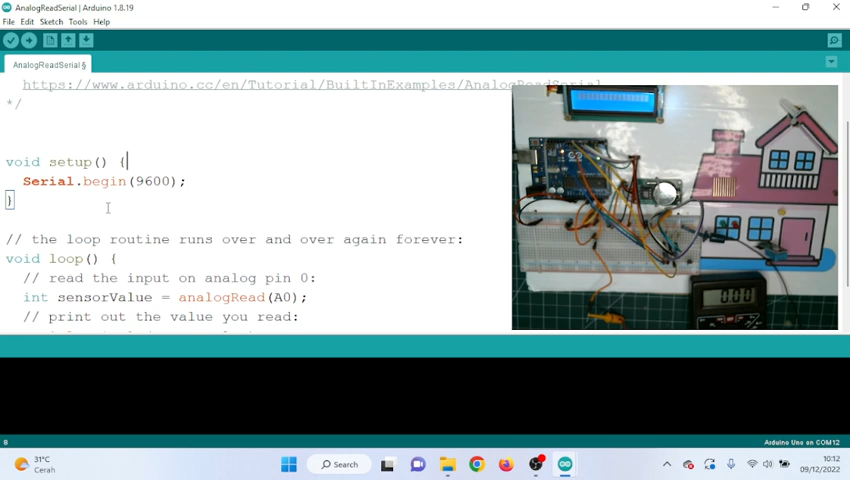 AnalogReadSerial | Arduino 1.8.19
File Edit Sketch Tools Help
AnalogReadSerial §
https://www.arduino.cc/en/Tutorial/BuiltInExamples/AnalogReadSerial
*/
void setup() {
Serial.begin(9600);
}
// the loop routine runs over and over again forever:
void loop() {
// read the input on analog pin 0:
int sensorValue = analogRead(A0);
// print out the value you read:
000
8
Arduino Uno on COM12
31°C
Cerah
Search
10:12
09/12/2022